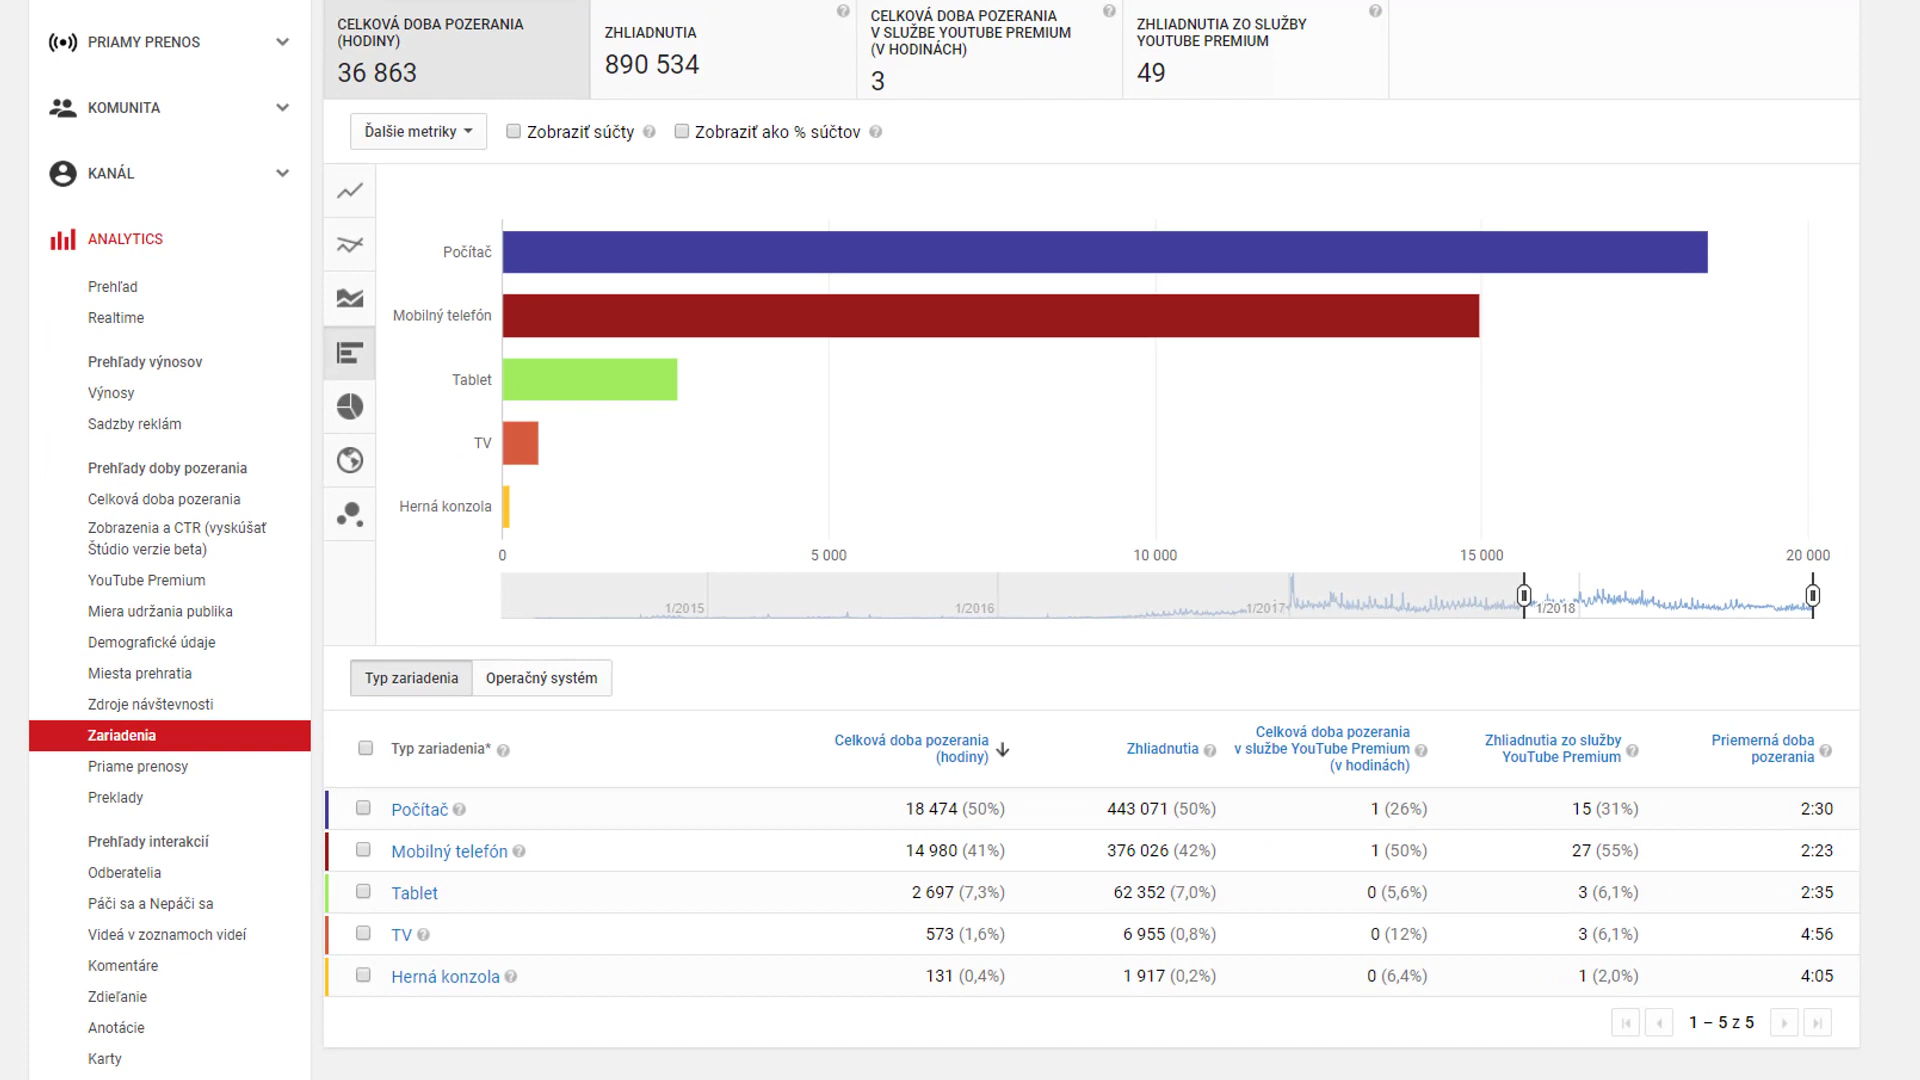 PRIAMY PRENOS
KOMUNITA
KANÁL
ANALYTICS
Prehľad
Realtime
Prehľady výnosov
Výnosy
Sadzby reklám
Prehľady doby pozerania
Celková doba pozerania
Zobrazenia a CTR (vyskúšať
Štúdio verzie beta)
YouTube Premium
Miera udržania publika
Demografické údaje
Miesta prehratia
Zdroje návštevnosti
Zariadenia
Priame prenosy
Preklady
Prehľady interakcií
Odberatelia
Páči sa a Nepáči sa
Videá v zoznamoch videí
Komentáre
Zdieľanie
Anotácie
Karty
CELKOVÁ DOBA POZERANIA
(HODINY)
36 863
ZHLIADNUTIA
890 534
CELKOVÁ DOBA POZERANIA
V SLUŽBE YOUTUBE PREMIUM
(V HODINÁCH)
3
ZHLIADNUTIA ZO SLUŽBY
YOUTUBE PREMIUM
49
Ďalšie metriky
Zobraziť súčty
Zobraziť ako % súčtov
Počítač
Mobilný telefón
Tablet
TV
Herná konzola
0 5 000 10 000 15 000 20 000
1/2015 1/2016 1/2017 1/2018
Typ zariadenia Operačný systém
Typ zariadenia*
Celková doba pozerania
(hodiny)
Zhliadnutia
Celková doba pozerania
v službe YouTube Premium
(v hodinách)
Zhliadnutia zo služby
YouTube Premium
Priemerná doba
pozerania
Počítač 18 474 (50%) 443 071 (50%) 1 (26%) 15 (31%) 2:30
Mobilný telefón 14 980 (41%) 376 026 (42%) 1 (50%) 27 (55%) 2:23
Tablet 2 697 (7,3%) 62 352 (7,0%) 0 (5,6%) 3 (6,1%) 2:35
TV 573 (1,6%) 6 955 (0,8%) 0 (12%) 3 (6,1%) 4:56
Herná konzola 131 (0,4%) 1 917 (0,2%) 0 (6,4%) 1 (2,0%) 4:05
1 – 5 z 5